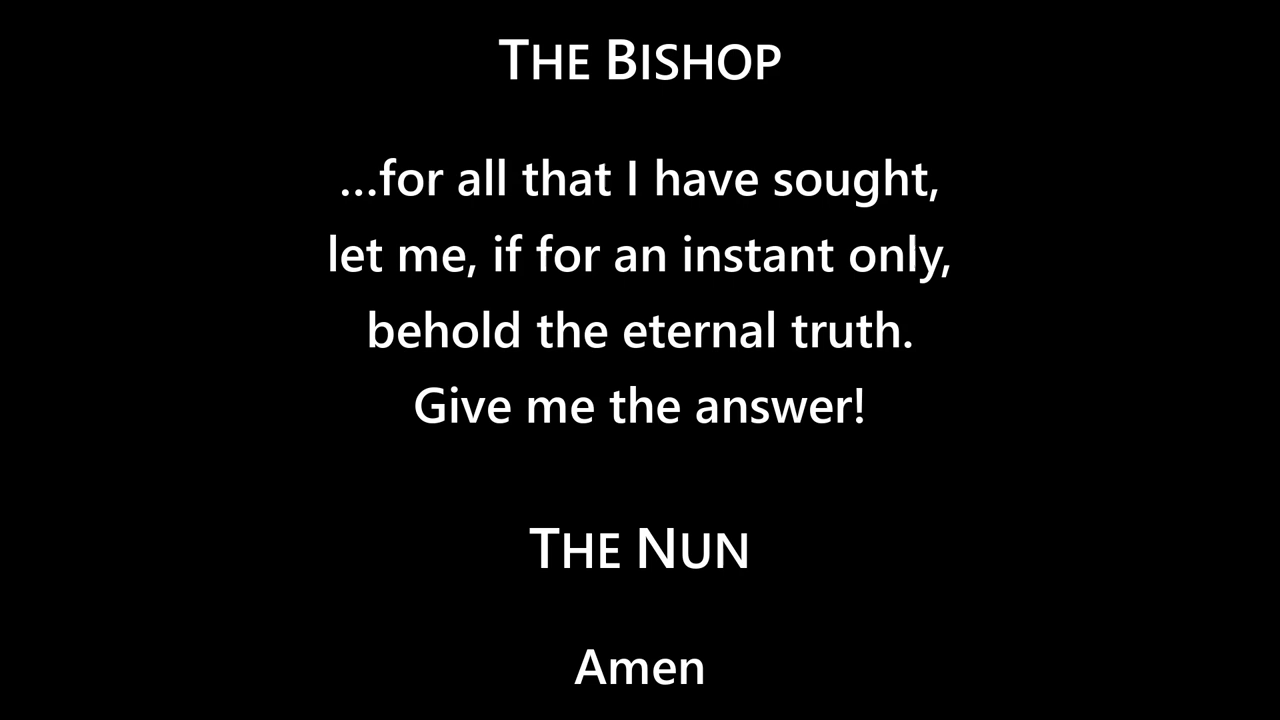 THE BISHOP
…for all that I have sought,
let me, if for an instant only,
behold the eternal truth.
Give me the answer!
THE NUN
Amen